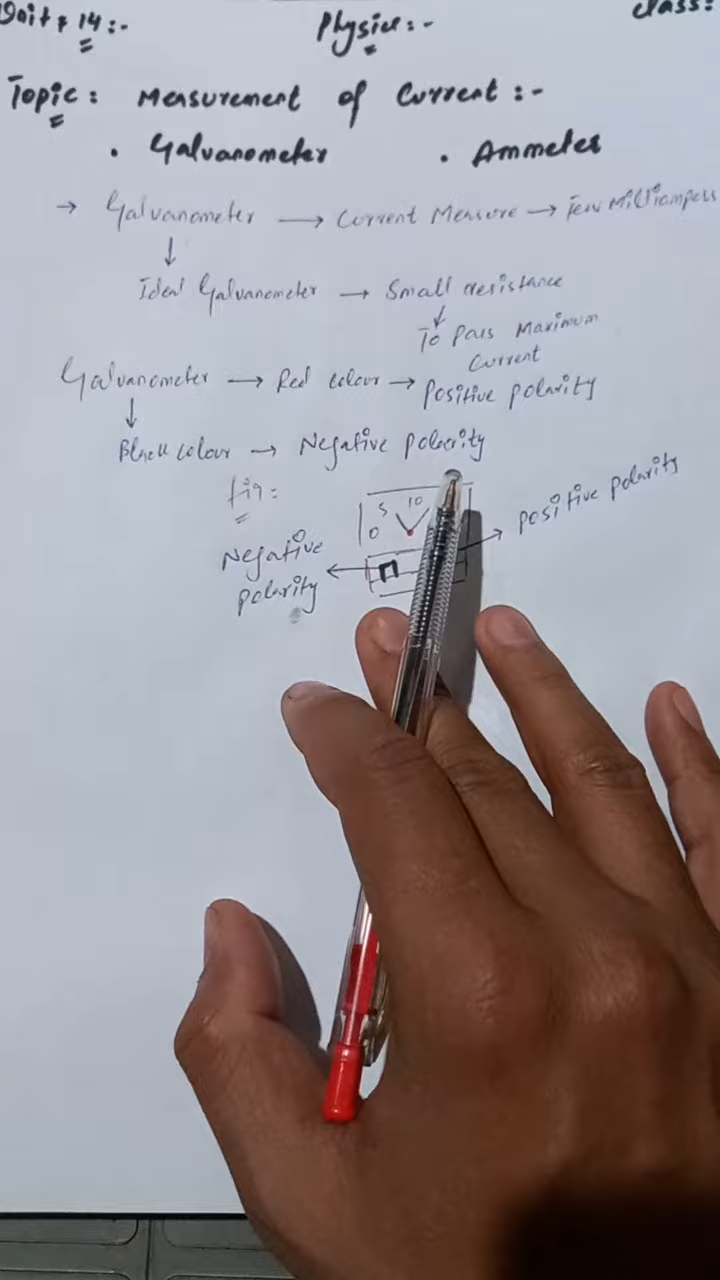 Unit # 14:-
Physics:-
Class:
Topic: Measurement of Current:-
• Galvanometer • Ammeter
→ Galvanometer → Current Measure → Few Milliampess
↓
Ideal Galvanometer → Small resistance
↓
To Pass Maximum
Current
Galvanometer → Red colour → Positive polarity
↓
Black colour → Negative polarity
fig:
0 5 10
Positive polarity
Negative
polarity